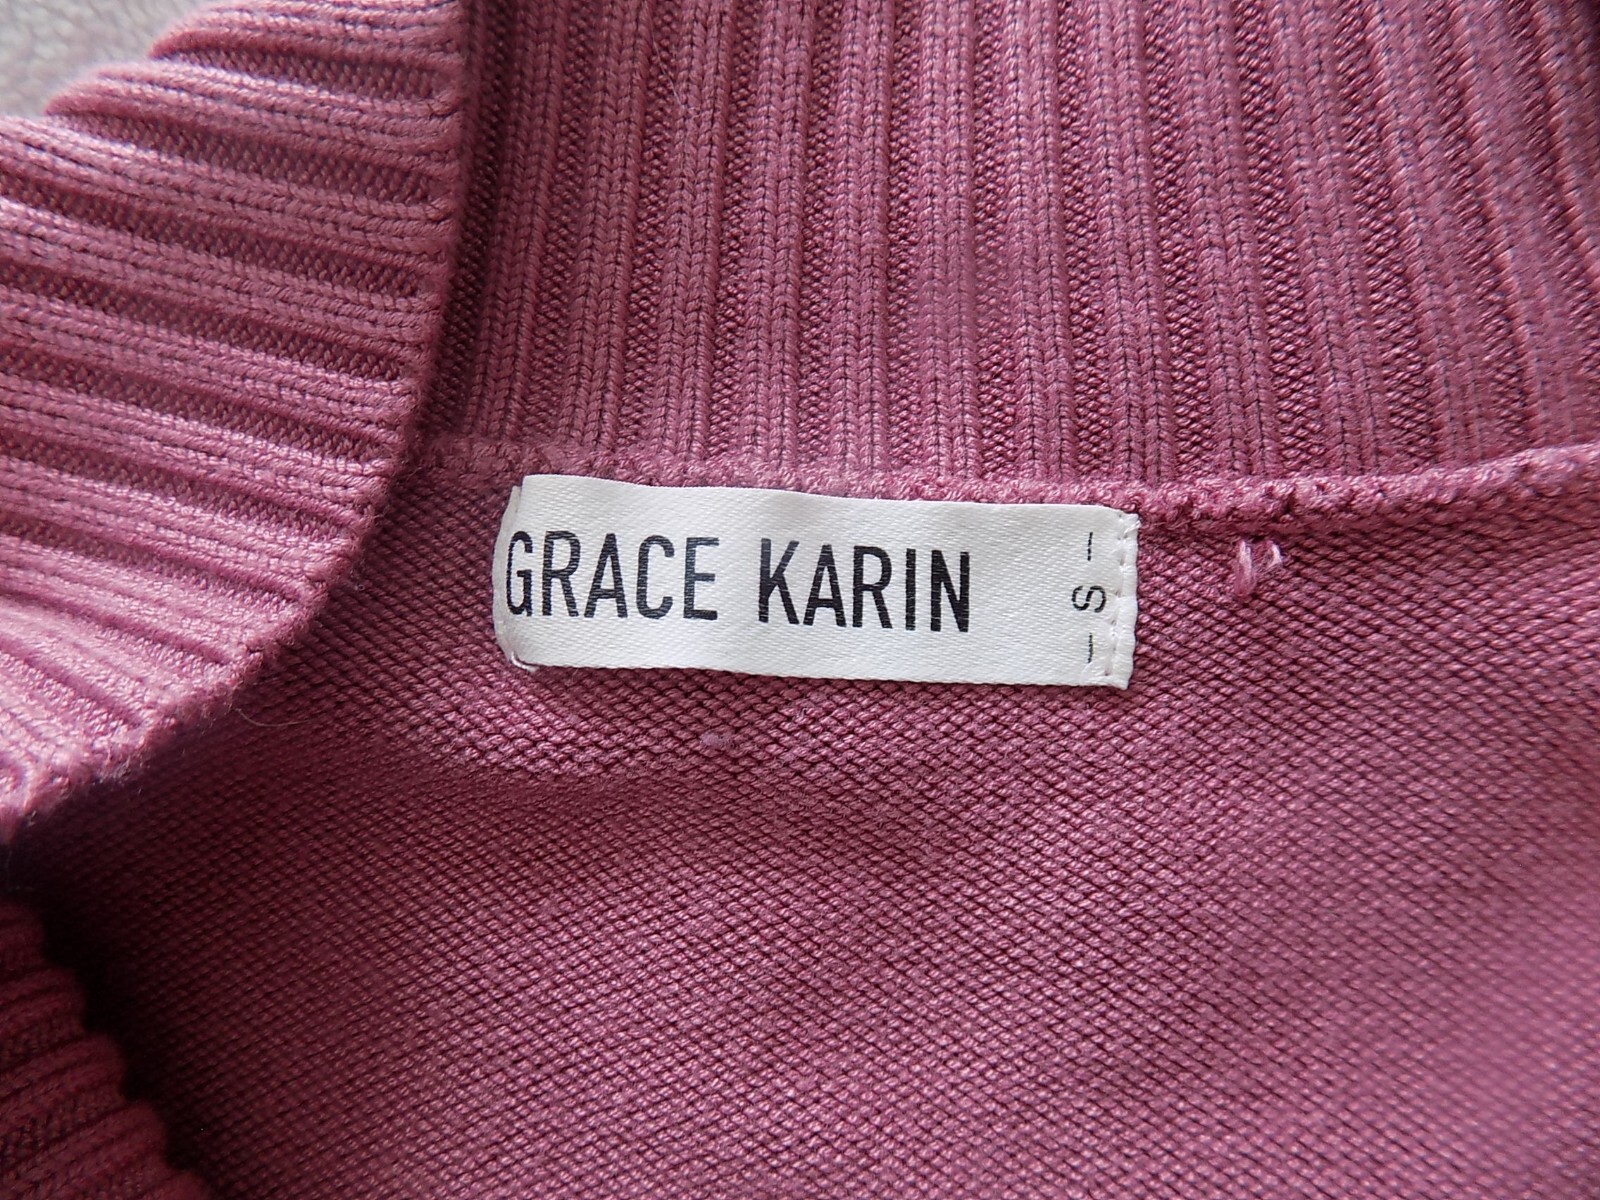 GRACE KARIN
– S –